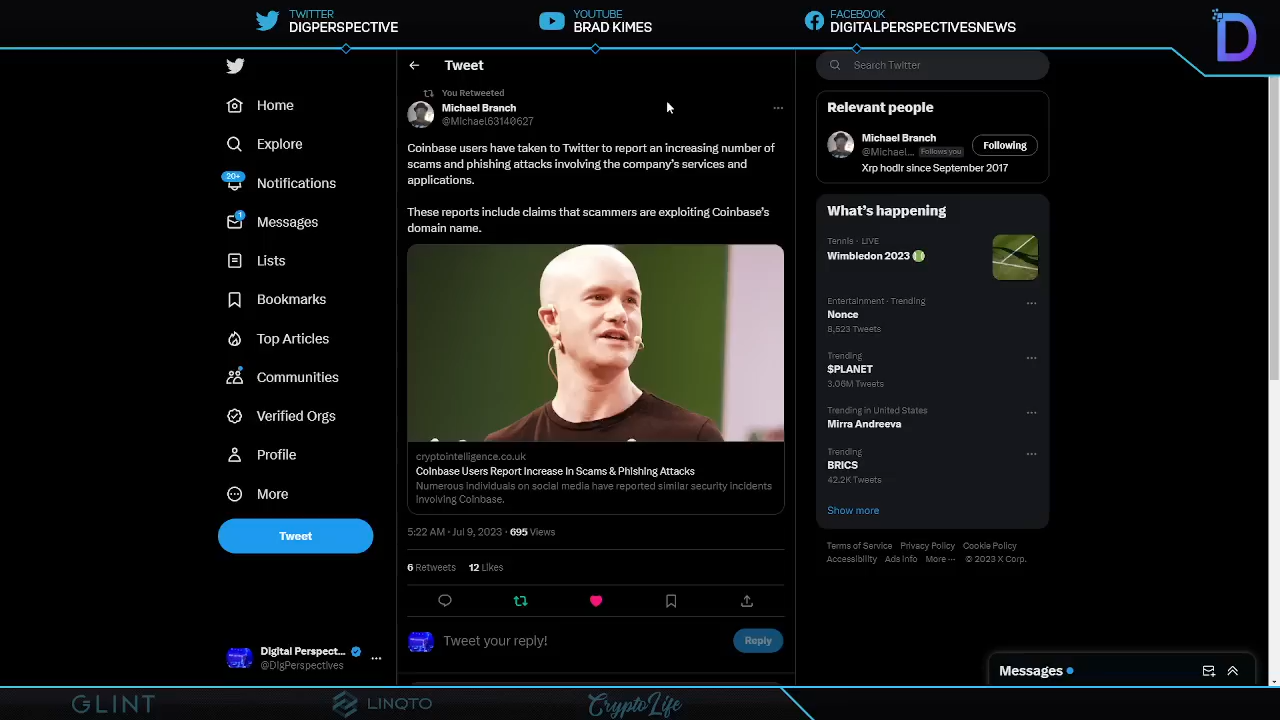 TWITTER
DIGPERSPECTIVE
YOUTUBE
BRAD KIMES
FACEBOOK
DIGITALPERSPECTIVESNEWS
D
Home
Explore
20+
Notifications
1
Messages
Lists
Bookmarks
Top Articles
Communities
Verified Orgs
Profile
More
Tweet
Digital Perspect...
@DigPerspectives
Tweet
You Retweeted
Michael Branch
@Michael63140627
Coinbase users have taken to Twitter to report an increasing number of
scams and phishing attacks involving the company's services and
applications.
These reports include claims that scammers are exploiting Coinbase's
domain name.
cryptointelligence.co.uk
Coinbase Users Report Increase in Scams & Phishing Attacks
Numerous individuals on social media have reported similar security incidents
involving Coinbase.
5:22 AM · Jul 9, 2023 · 695 Views
6 Retweets 12 Likes
Tweet your reply!
Reply
Search Twitter
Relevant people
Michael Branch
@Michael... Follows you
Following
Xrp hodlr since September 2017
What's happening
Tennis · LIVE
Wimbledon 2023
Entertainment · Trending
Nonce
8,523 Tweets
Trending
$PLANET
3.06M Tweets
Trending in United States
Mirra Andreeva
Trending
BRICS
42.2K Tweets
Show more
Terms of Service Privacy Policy Cookie Policy
Accessibility Ads info More ··· © 2023 X Corp.
Messages
GLINT
LINQTO
CryptoLife